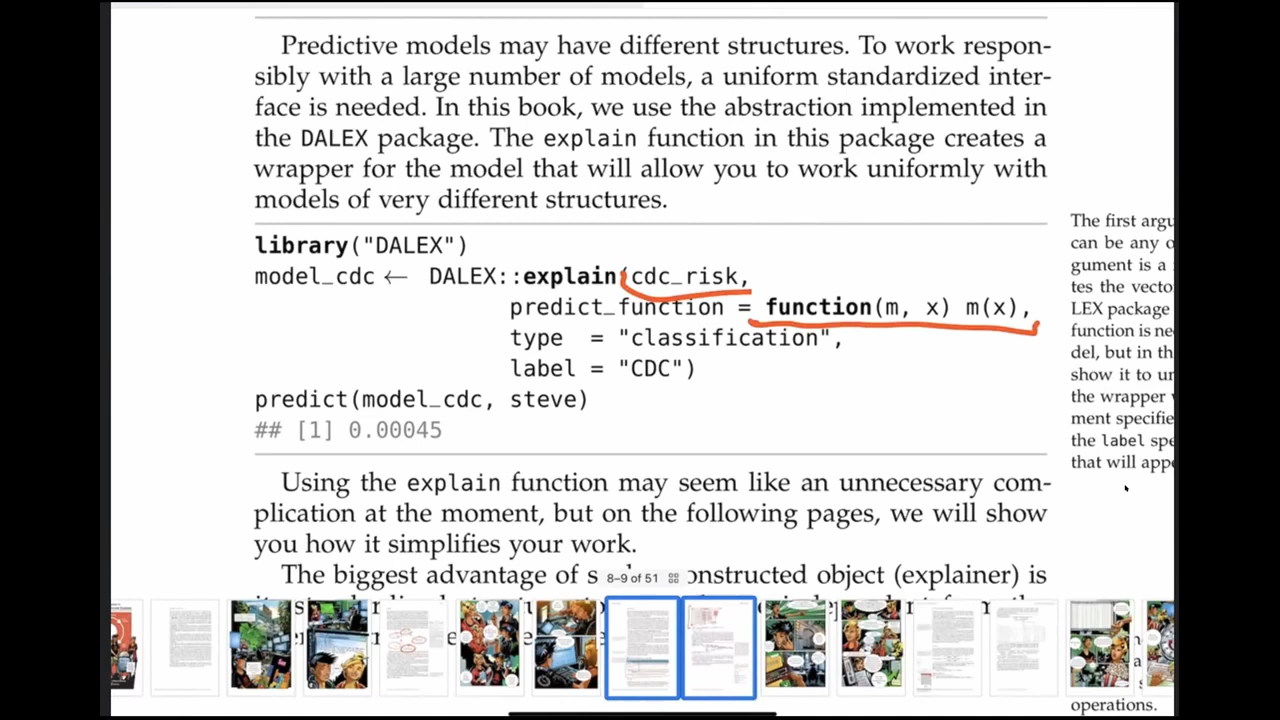 Predictive models may have different structures. To work respon-
sibly with a large number of models, a uniform standardized inter-
face is needed. In this book, we use the abstraction implemented in
the DALEX package. The explain function in this package creates a
wrapper for the model that will allow you to work uniformly with
models of very different structures.
library("DALEX")
model_cdc ← DALEX::explain(cdc_risk,
predict_function = function(m, x) m(x),
type = "classification",
label = "CDC")
predict(model_cdc, steve)
## [1] 0.00045
Using the explain function may seem like an unnecessary com-
plication at the moment, but on the following pages, we will show
you how it simplifies your work.
The biggest advantage of constructed object (explainer) is
8–9 of 51
The first argu
can be any o
gument is a
tes the vecto
LEX package
function is ne
del, but in th
show it to ur
the wrapper
ment specifie
the label spe
that will appe
operations.